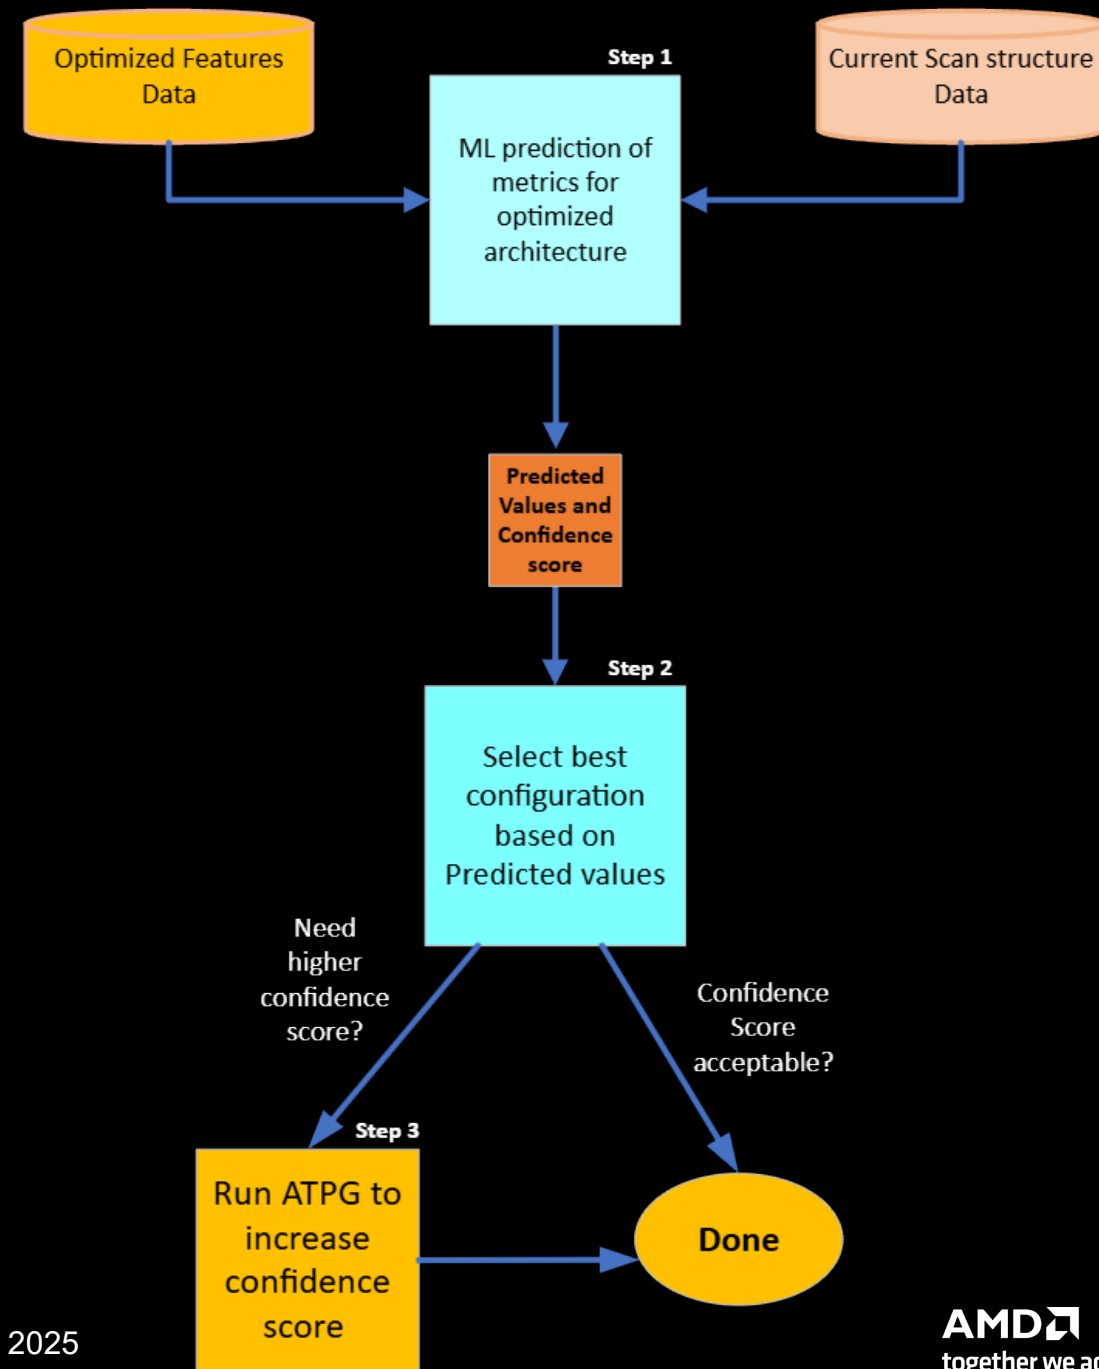 Optimized Features
Data
Step 1
Current Scan structure
Data
ML prediction of
metrics for
optimized
architecture
Predicted
Values and
Confidence
score
Step 2
Select best
configuration
based on
Predicted values
Need
higher
confidence
score?
Confidence
Score
acceptable?
Step 3
Run ATPG to
increase
confidence
score
Done
2025
AMD
together we